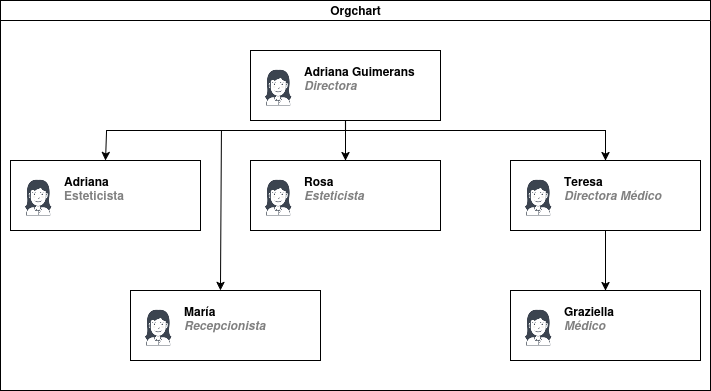 Orgchart
Adriana Guimerans
Directora
Adriana
Esteticista
Rosa
Esteticista
Teresa
Directora Médico
María
Recepcionista
Graziella
Médico